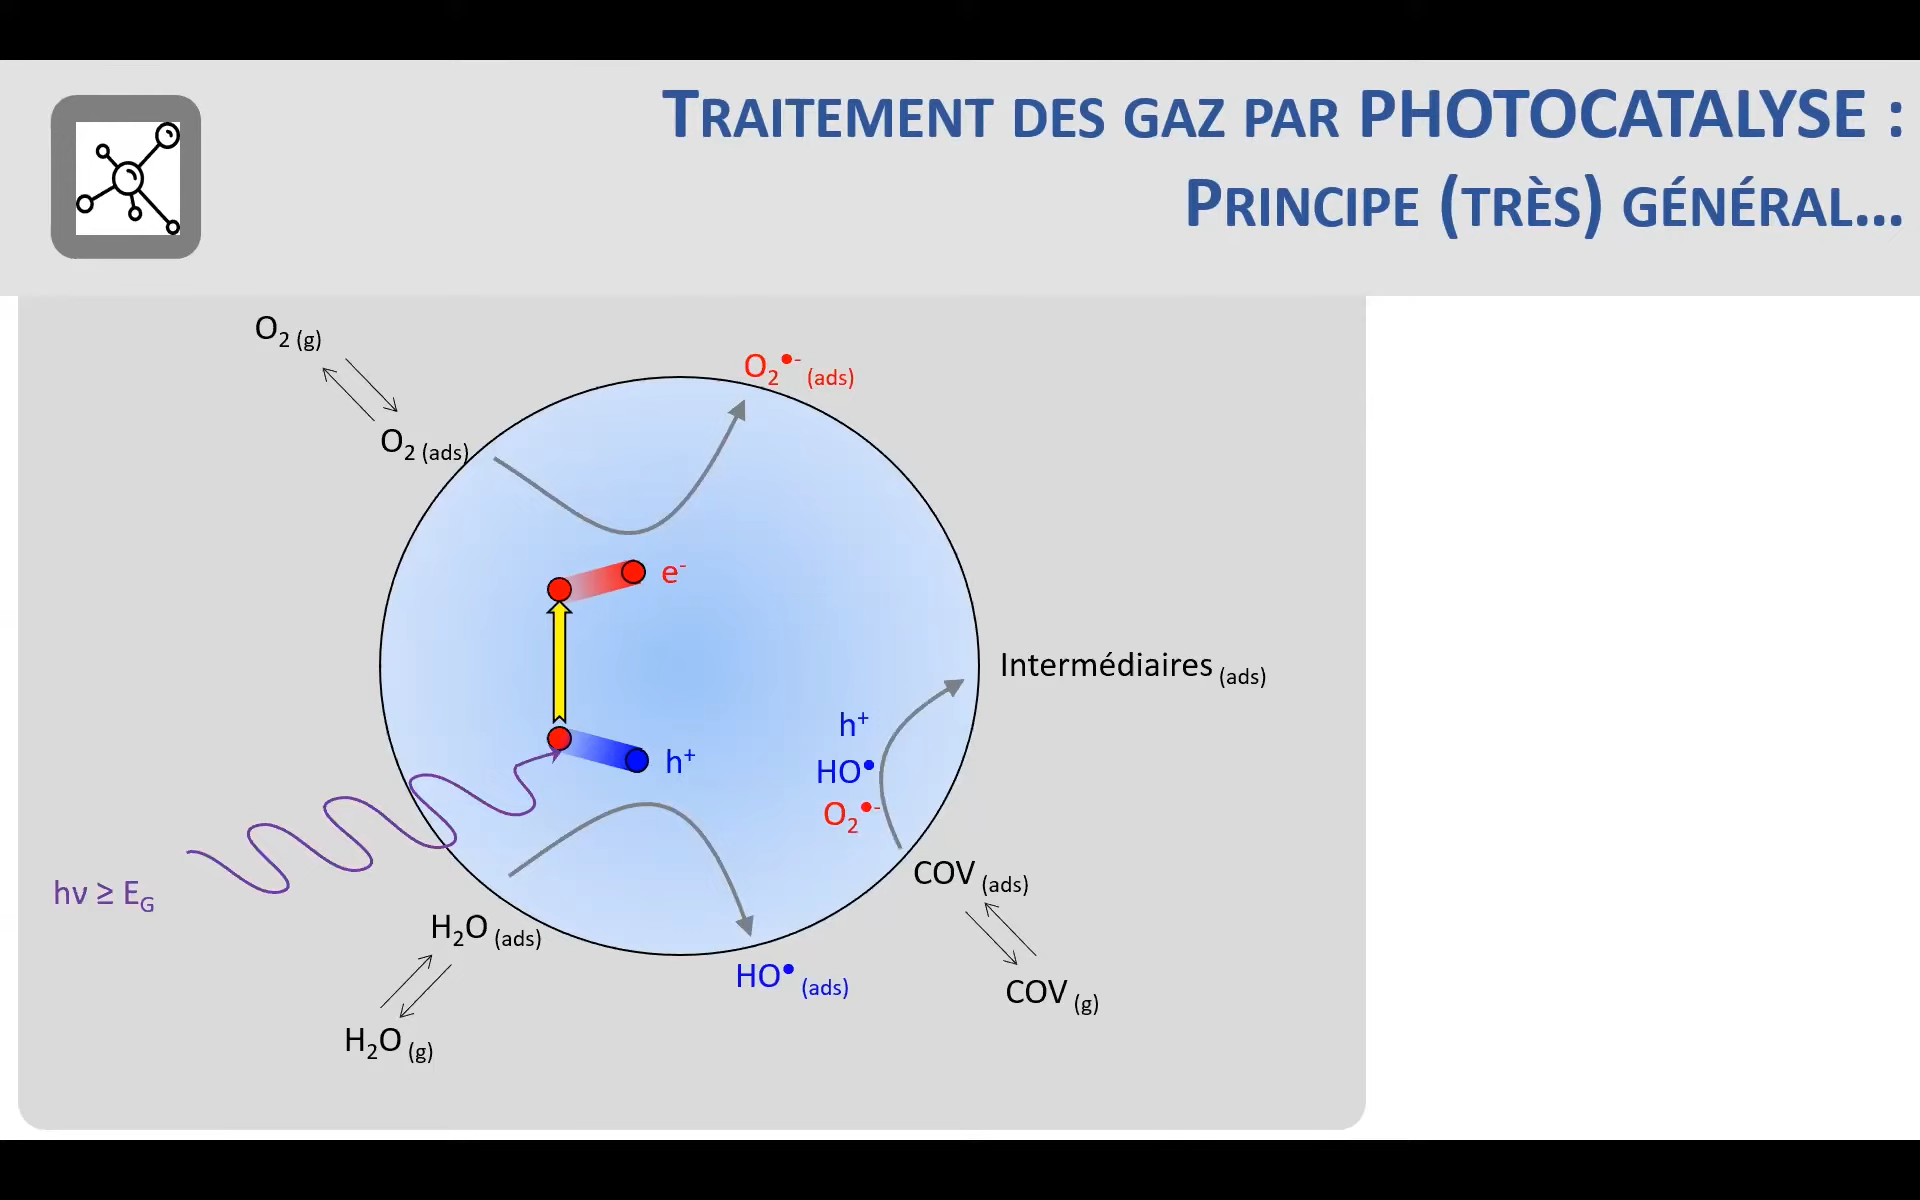 TRAITEMENT DES GAZ PAR PHOTOCATALYSE :
PRINCIPE (TRÈS) GÉNÉRAL...
O₂ (g)
O₂ (ads)
O₂•⁻ (ads)
e⁻
h⁺
Intermédiaires (ads)
h⁺
HO•
O₂•⁻
hν ≥ E_G
COV (ads)
COV (g)
H₂O (ads)
H₂O (g)
HO• (ads)